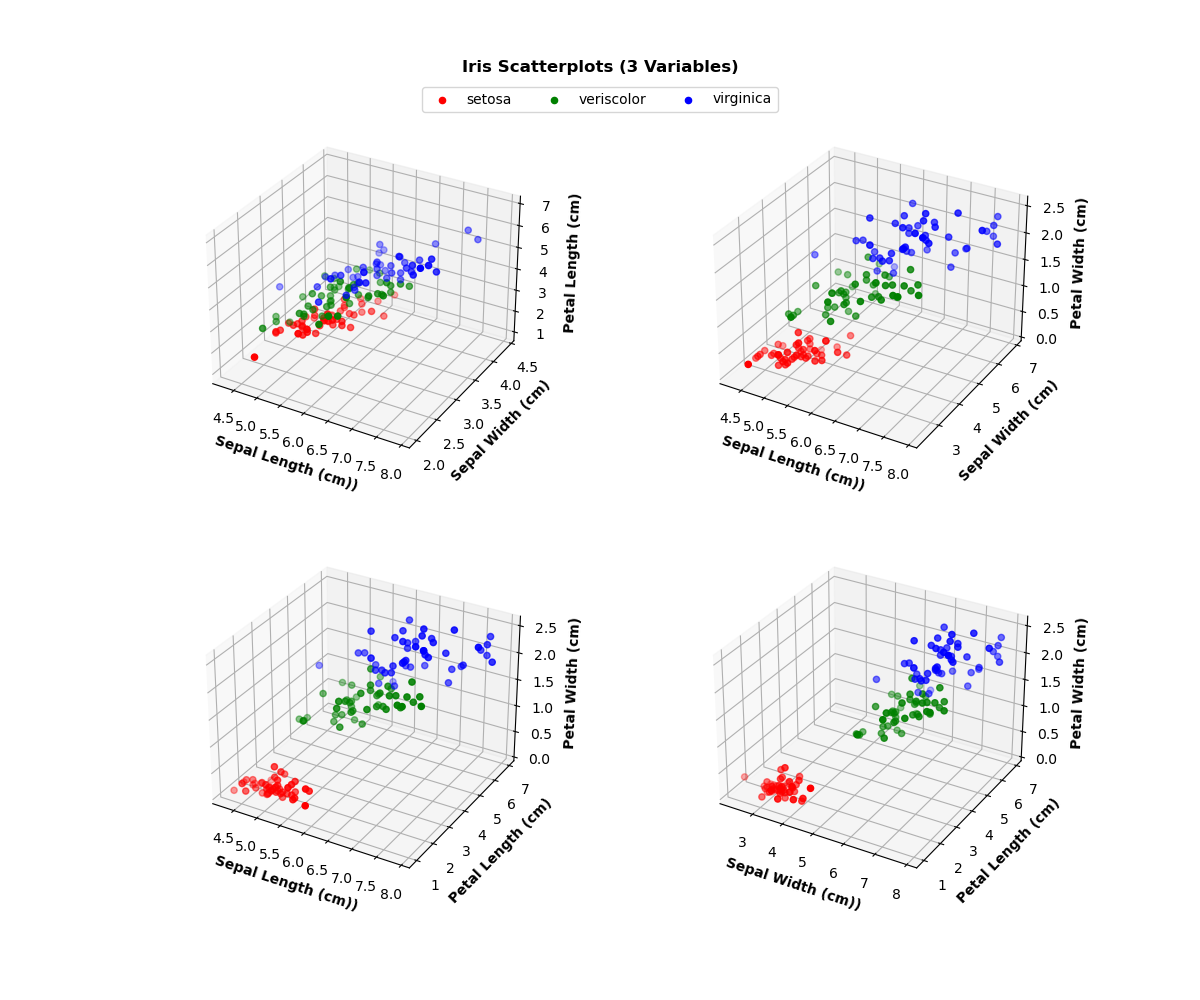 Iris Scatterplots (3 Variables)
setosa veriscolor virginica
7
6
5
4
3
2
1
Petal Length (cm)
4.5
4.0
3.5
3.0
2.5
2.0
Sepal Width (cm)
4.5 5.0 5.5 6.0 6.5 7.0 7.5 8.0
Sepal Length (cm))
2.5
2.0
1.5
1.0
0.5
0.0
Petal Width (cm)
7
6
5
4
3
Sepal Width (cm)
4.5 5.0 5.5 6.0 6.5 7.0 7.5 8.0
Sepal Length (cm))
2.5
2.0
1.5
1.0
0.5
0.0
Petal Width (cm)
7
6
5
4
3
2
1
Petal Length (cm)
4.5 5.0 5.5 6.0 6.5 7.0 7.5 8.0
Sepal Length (cm))
2.5
2.0
1.5
1.0
0.5
0.0
Petal Width (cm)
7
6
5
4
3
2
1
Petal Length (cm)
3 4 5 6 7 8
Sepal Width (cm))